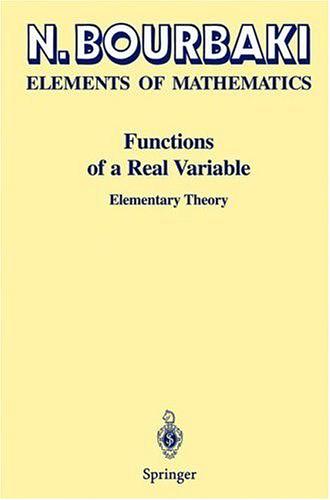 N. BOURBAKI
ELEMENTS OF MATHEMATICS
Functions
of a Real Variable
Elementary Theory
Springer